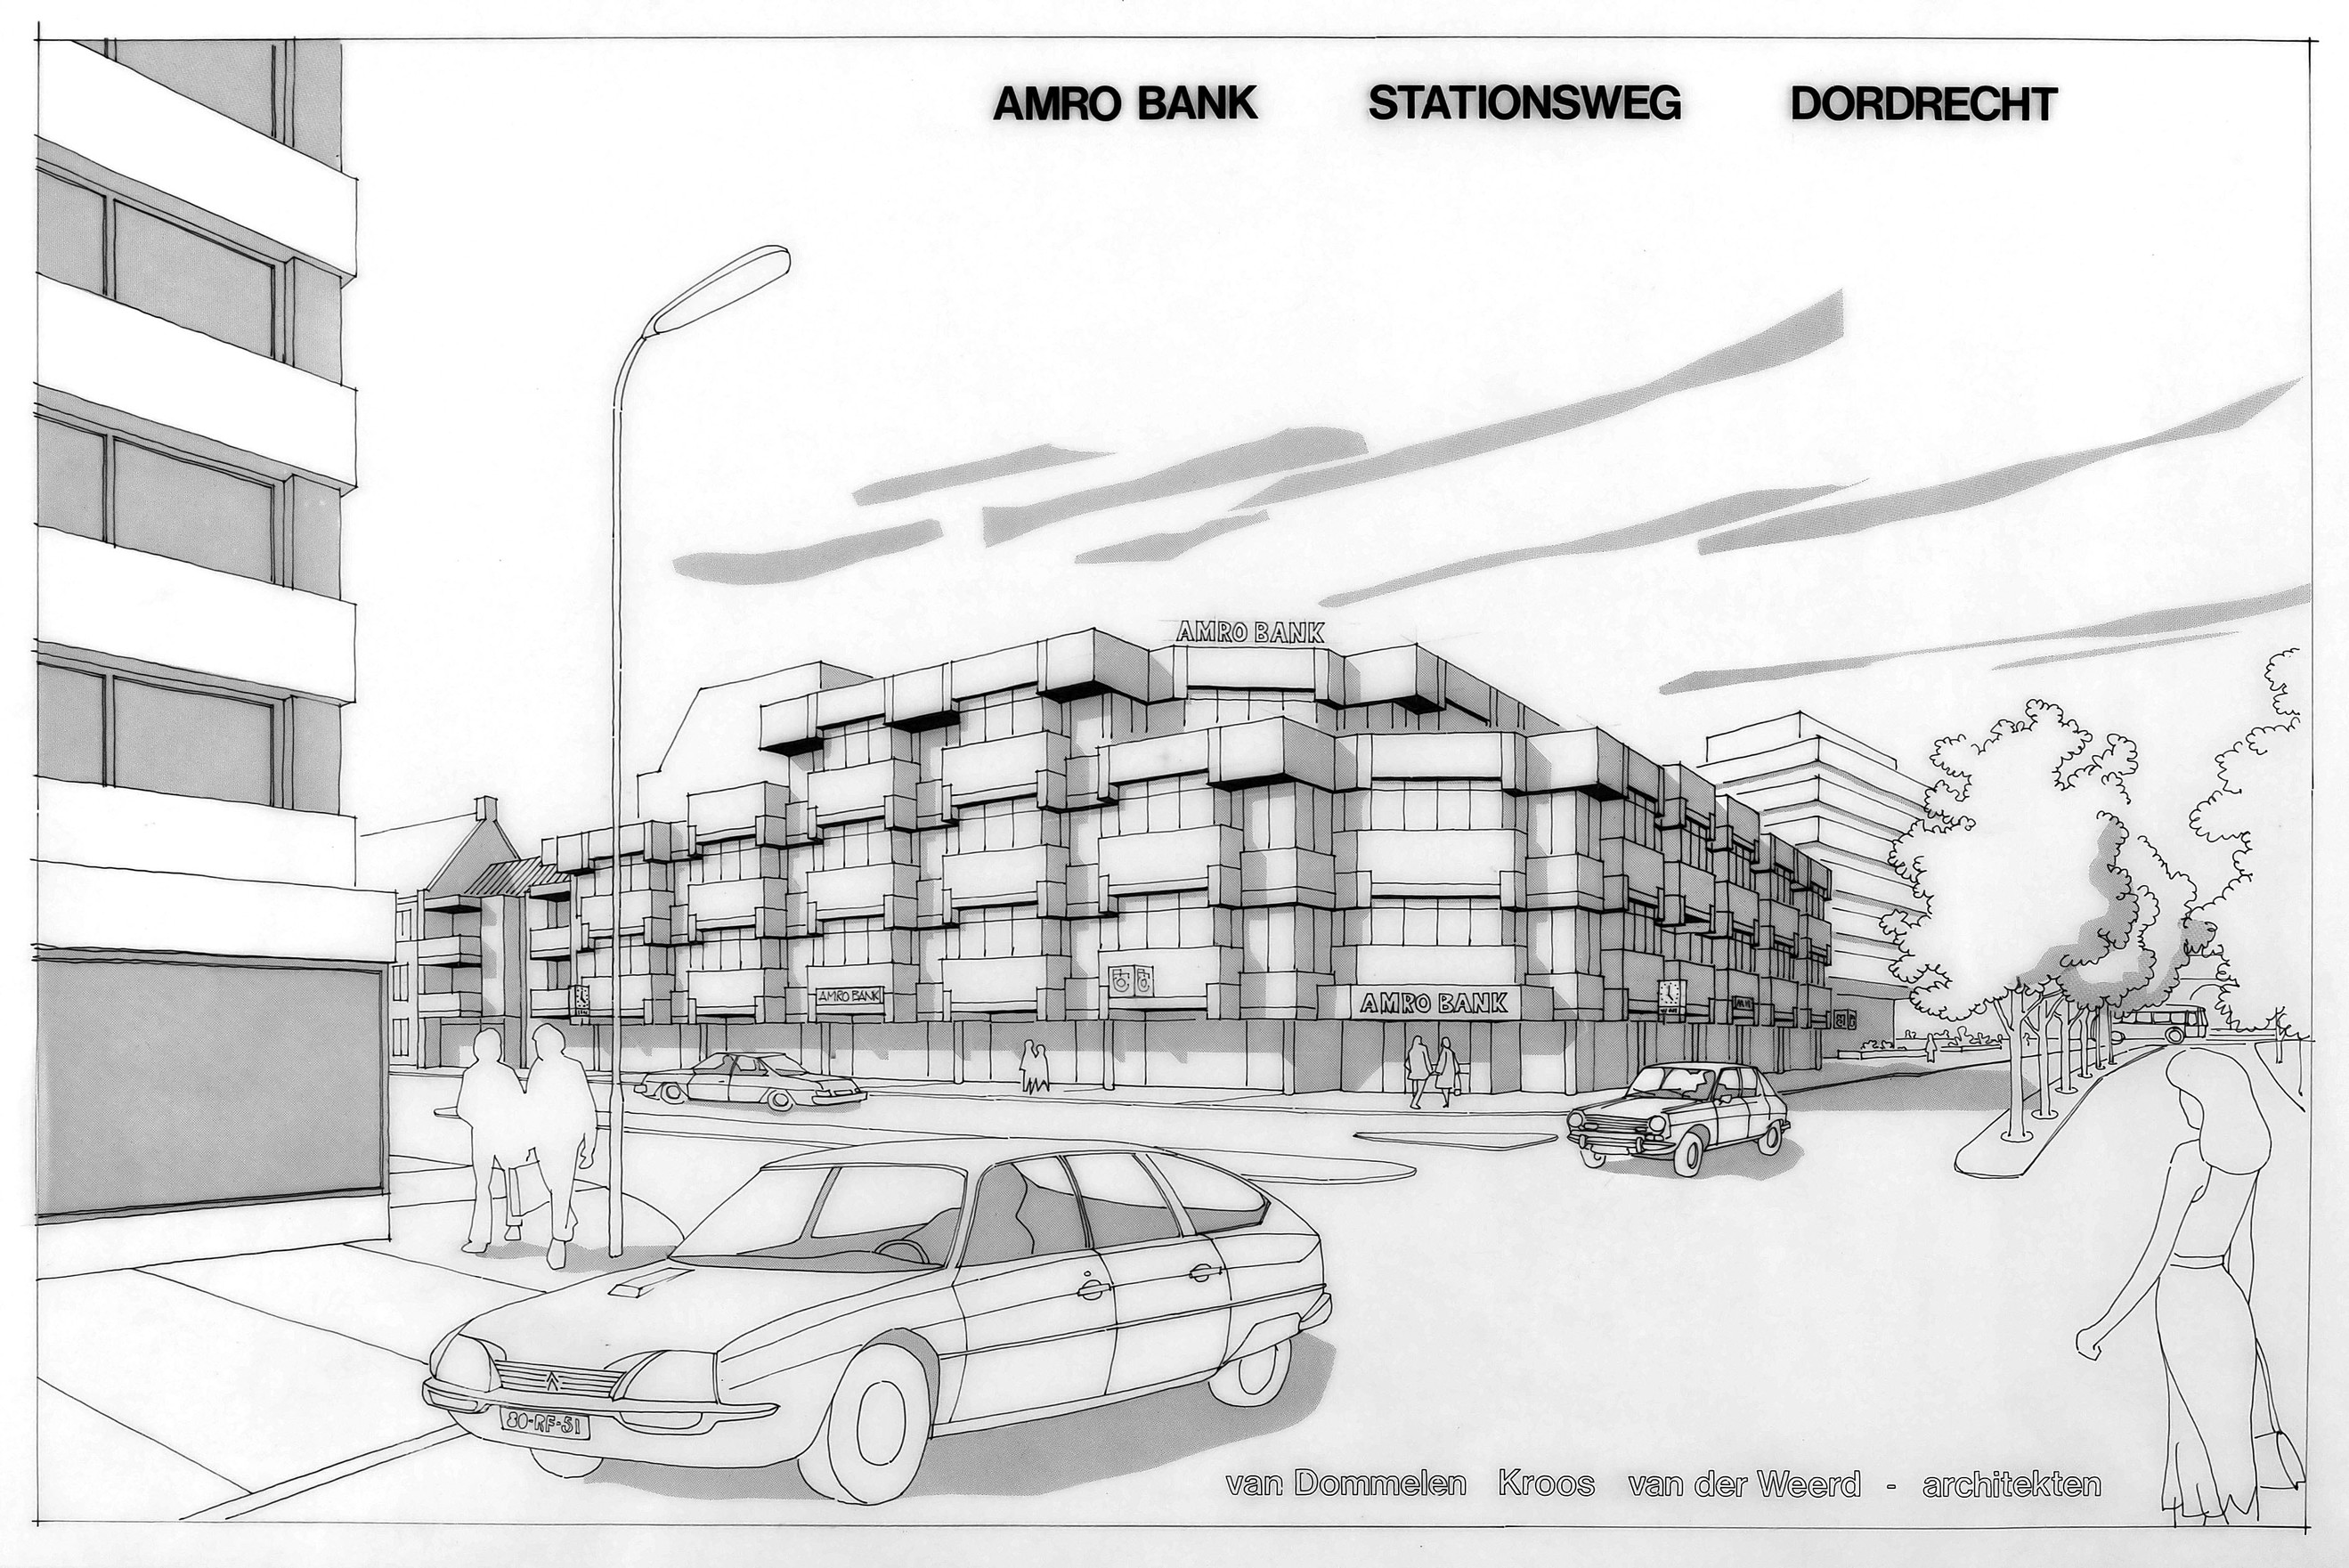 AMRO BANK STATIONSWEG DORDRECHT
AMRO BANK
AMRO BANK
AMRO BANK
80-RF-51
van Dommelen Kroos van der Weerd - architekten